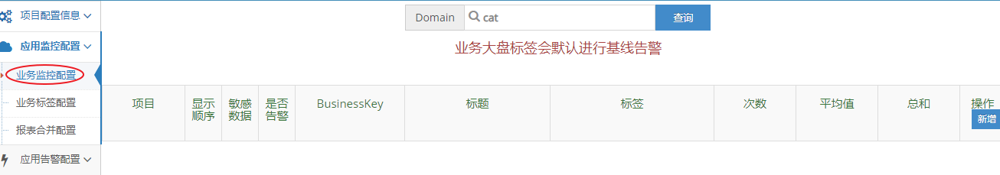 项目配置信息
应用监控配置
业务监控配置
业务标签配置
报表合并配置
应用告警配置
Domain cat 查询
业务大盘标签会默认进行基线告警
项目 显示顺序 敏感数据 是否告警 BusinessKey 标题 标签 次数 平均值 总和 操作
新增